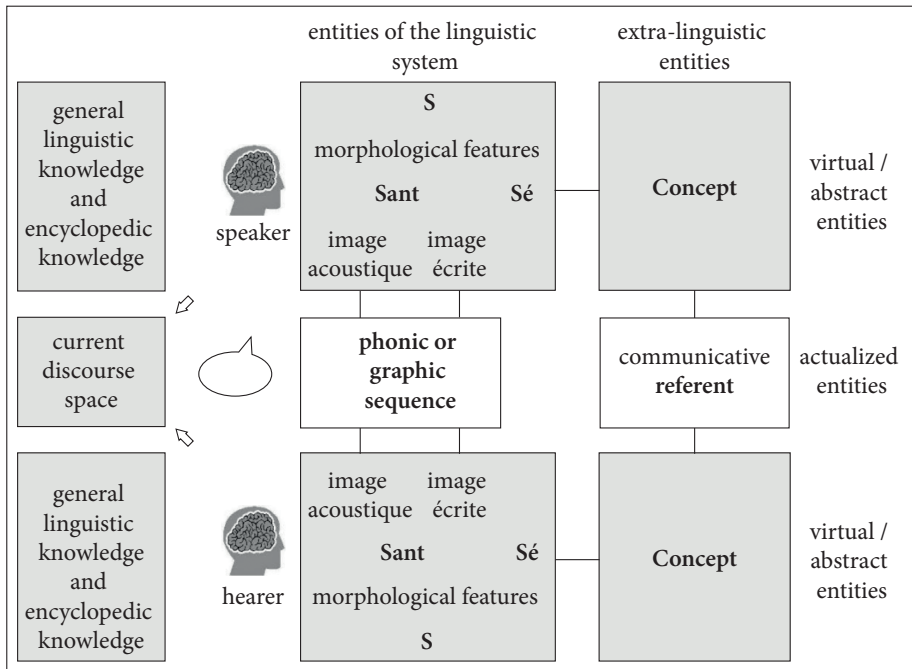 entities of the linguistic
system
extra-linguistic
entities
general
linguistic
knowledge
and
encyclopedic
knowledge
speaker
S
morphological features
Sant Sé
image image
acoustique écrite
Concept
virtual /
abstract
entities
current
discourse
space
phonic or
graphic
sequence
communicative
referent
actualized
entities
general
linguistic
knowledge
and
encyclopedic
knowledge
hearer
image image
acoustique écrite
Sant Sé
morphological features
S
Concept
virtual /
abstract
entities